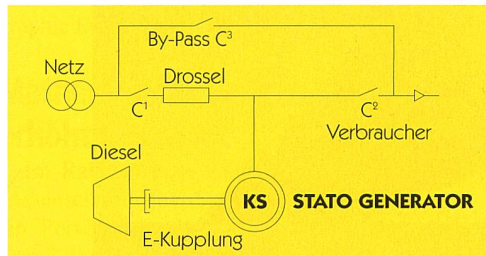 By-Pass C³
Netz
Drossel
C¹
C²
Verbraucher
Diesel
KS STATO GENERATOR
E-Kupplung